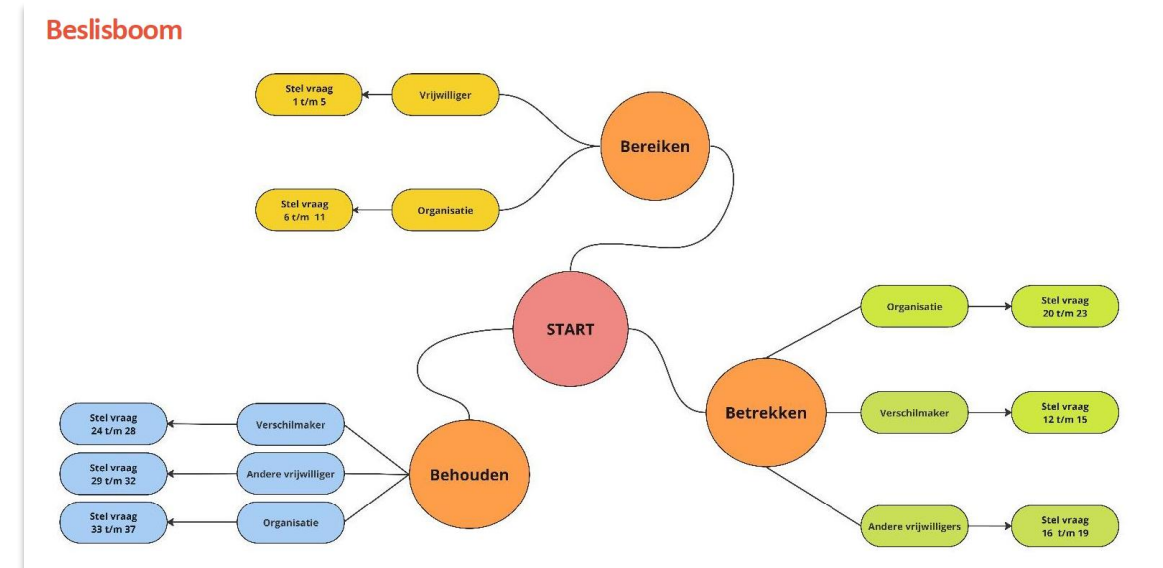 Beslisboom
Stel vraag
1 t/m 5
Vrijwilliger
Bereiken
Stel vraag
6 t/m 11
Organisatie
START
Organisatie
Stel vraag
20 t/m 23
Betrekken
Verschilmaker
Stel vraag
12 t/m 15
Andere vrijwilligers
Stel vraag
16 t/m 19
Stel vraag
24 t/m 28
Verschilmaker
Stel vraag
29 t/m 32
Andere vrijwilliger
Behouden
Stel vraag
33 t/m 37
Organisatie